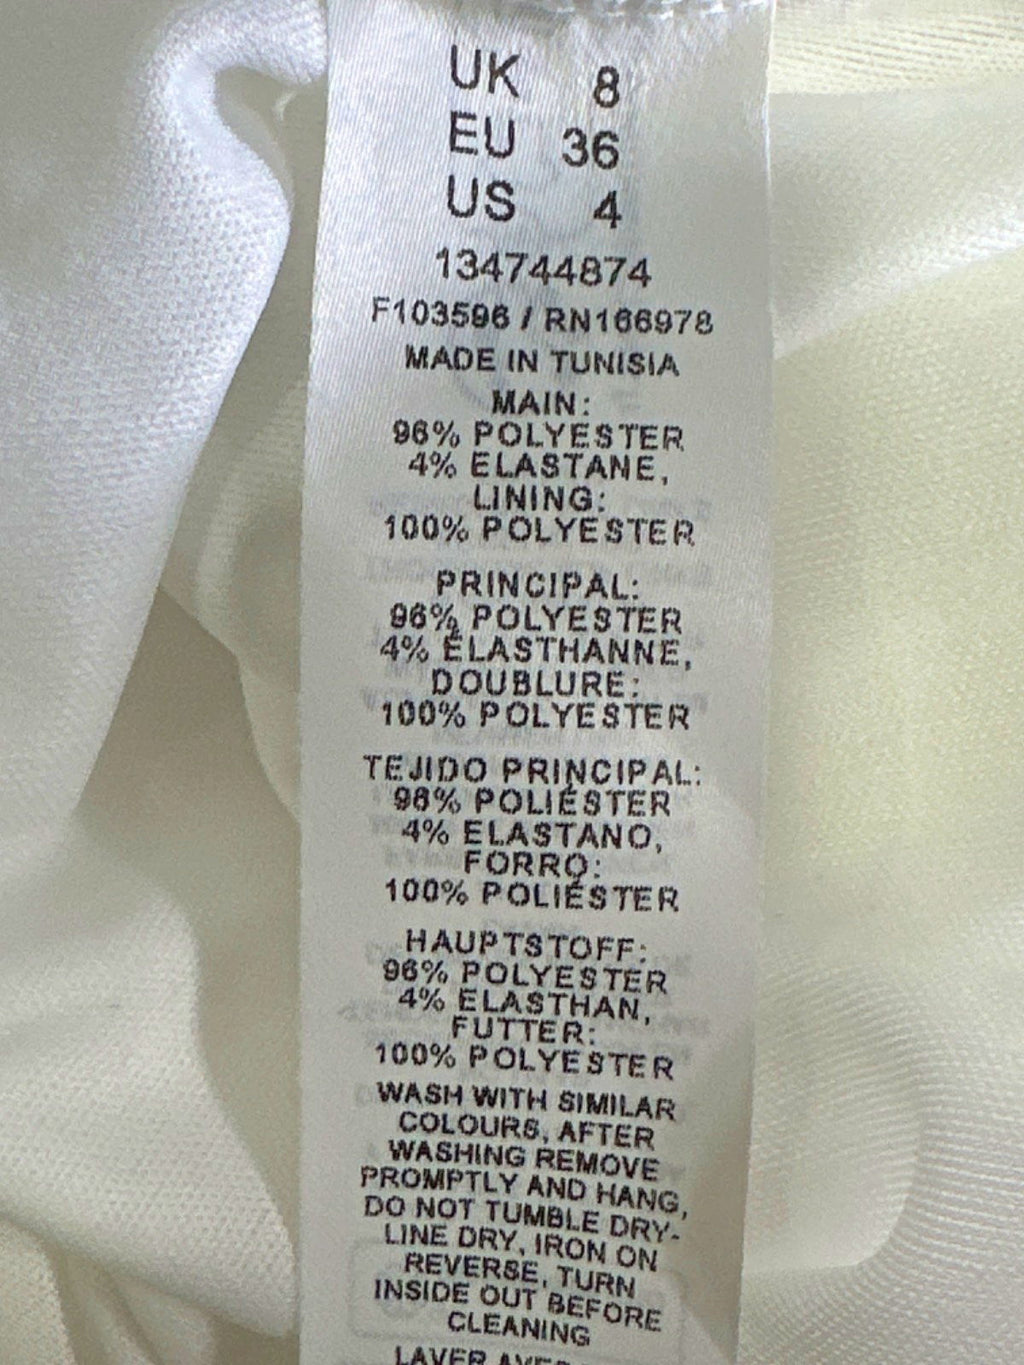 UK 8
EU 36
US 4
134744874
F103596 / RN166978
MADE IN TUNISIA
MAIN:
96% POLYESTER
4% ELASTANE,
LINING:
100% POLYESTER
PRINCIPAL:
96% POLYESTER
4% ÉLASTHANNE,
DOUBLURE:
100% POLYESTER
TEJIDO PRINCIPAL:
96% POLIÉSTER
4% ELASTANO,
FORRO:
100% POLIÉSTER
HAUPTSTOFF:
96% POLYESTER
4% ELASTHAN,
FUTTER:
100% POLYESTER
WASH WITH SIMILAR
COLOURS, AFTER
WASHING REMOVE
PROMPTLY AND HANG,
DO NOT TUMBLE DRY-
LINE DRY, IRON ON
REVERSE, TURN
INSIDE OUT BEFORE
CLEANING
LAVER